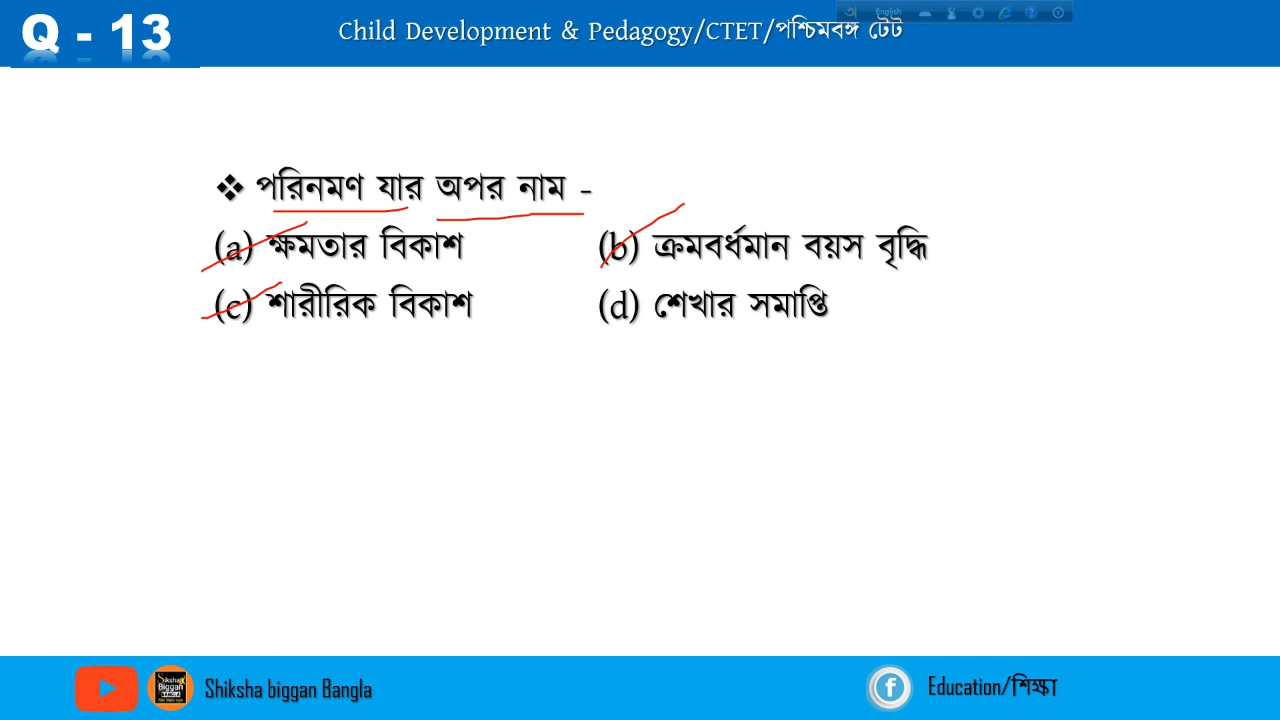 Q - 13
Child Development & Pedagogy/CTET/পশ্চিমবঙ্গ টেট
English
❖ পরিনমণ যার অপর নাম -
(a) ক্ষমতার বিকাশ (b) ক্রমবর্ধমান বয়স বৃদ্ধি
(c) শারীরিক বিকাশ (d) শেখার সমাপ্তি
Shiksha biggan Bangla
Education/শিক্ষা